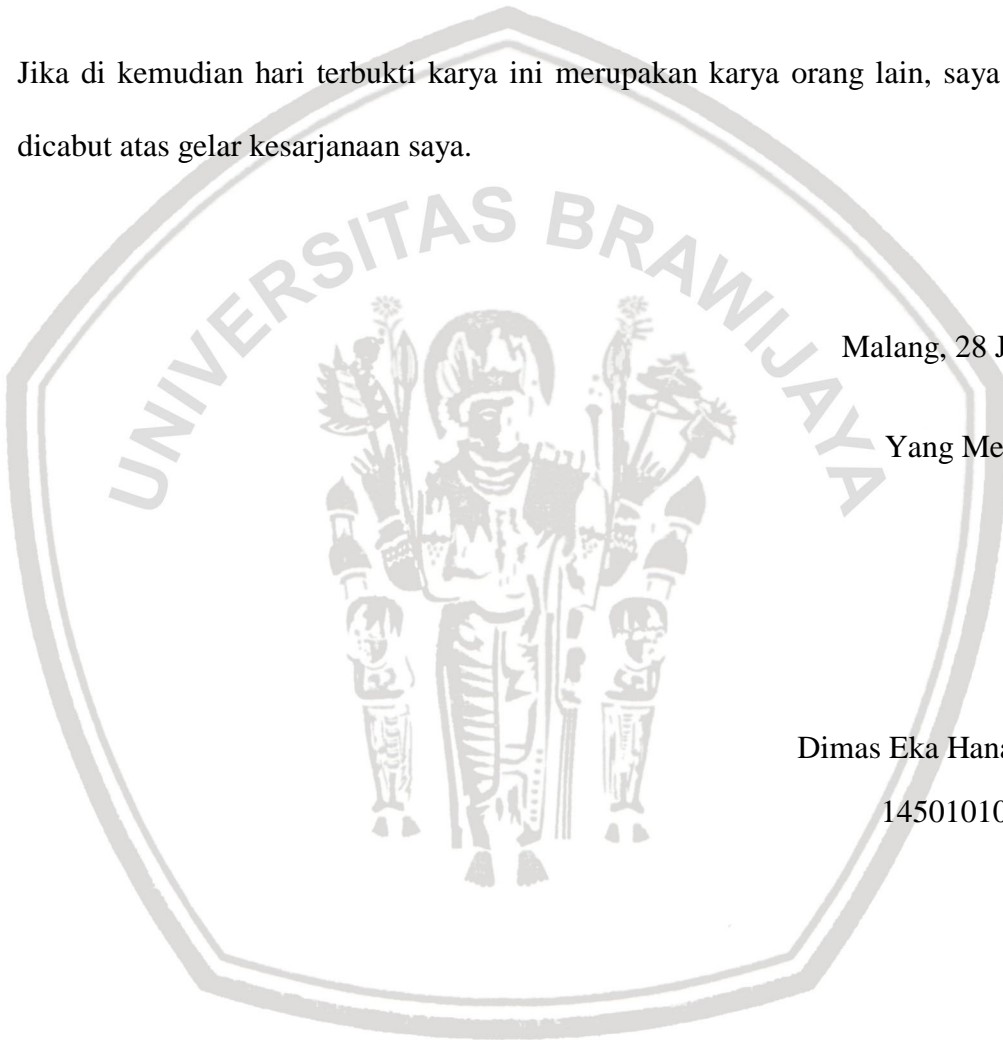 Jika di kemudian hari terbukti karya ini merupakan karya orang lain, saya
dicabut atas gelar kesarjanaan saya.
UNIVERSITAS BRAWIJAYA
Malang, 28 J
Yang Me
Dimas Eka Hana
14501010